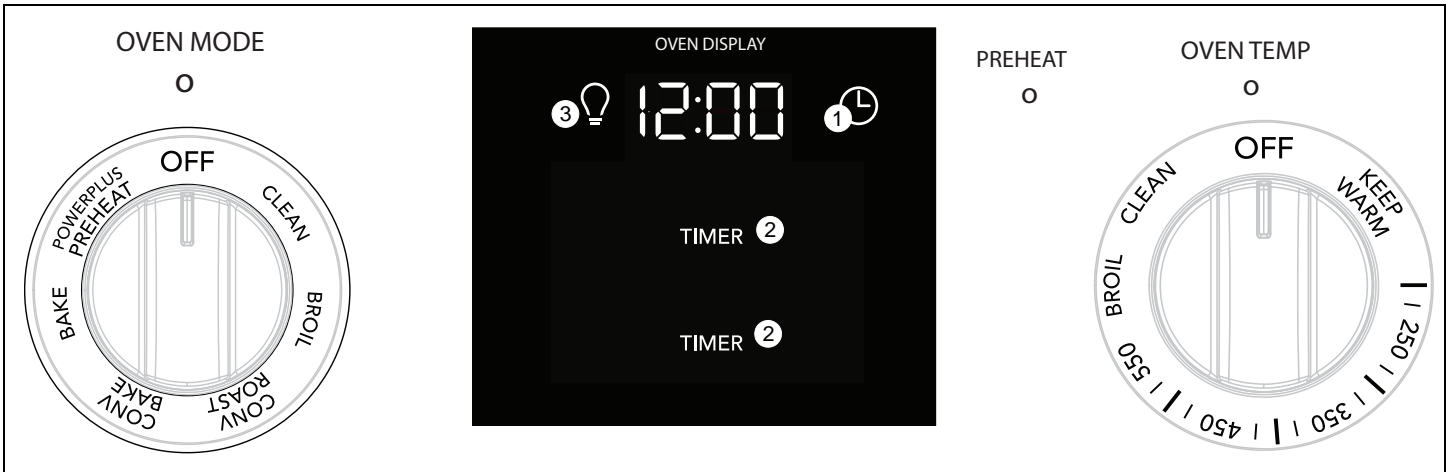 OVEN MODE
OVEN DISPLAY
PREHEAT
OVEN TEMP
3
12:00
1
TIMER 2
TIMER 2
OFF
CLEAN
BROIL
CONV
ROAST
CONV
BAKE
BAKE
POWERPLUS
PREHEAT
OFF
KEEP
WARM
250
350
450
550
BROIL
CLEAN